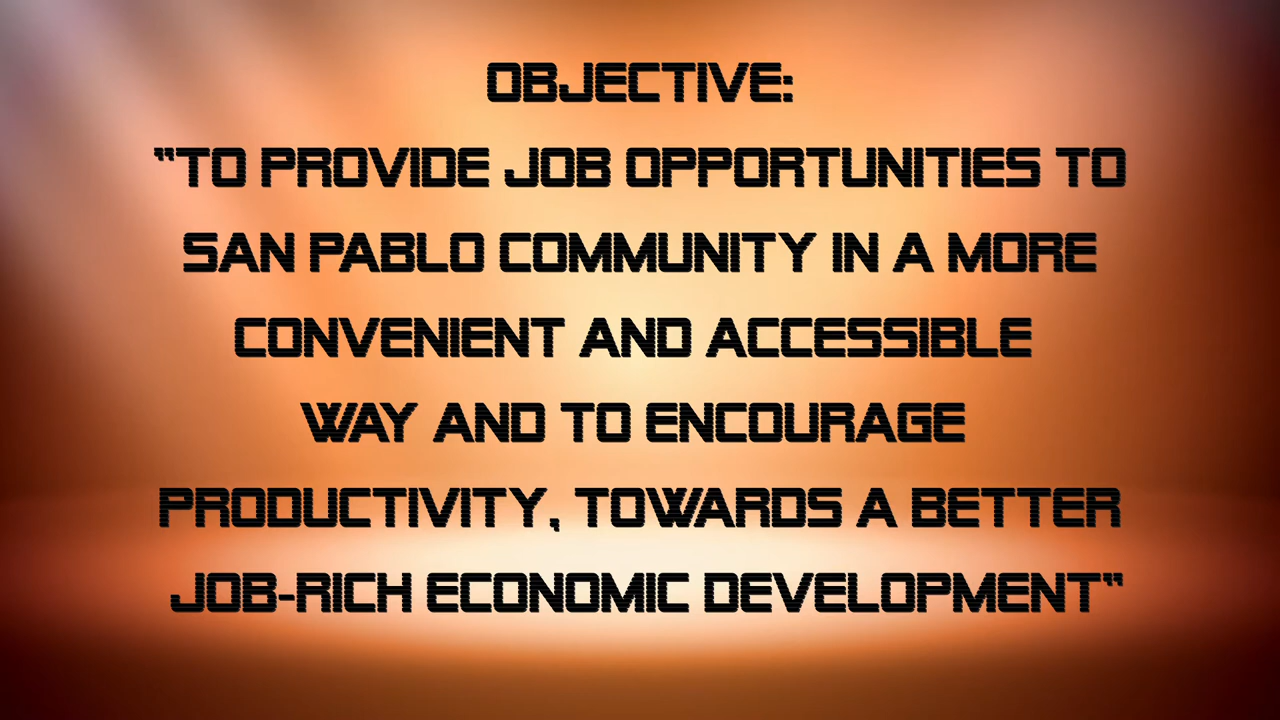 OBJECTIVE:
"TO PROVIDE JOB OPPORTUNITIES TO
SAN PABLO COMMUNITY IN A MORE
CONVENIENT AND ACCESSIBLE
WAY AND TO ENCOURAGE
PRODUCTIVITY, TOWARDS A BETTER
JOB-RICH ECONOMIC DEVELOPMENT"